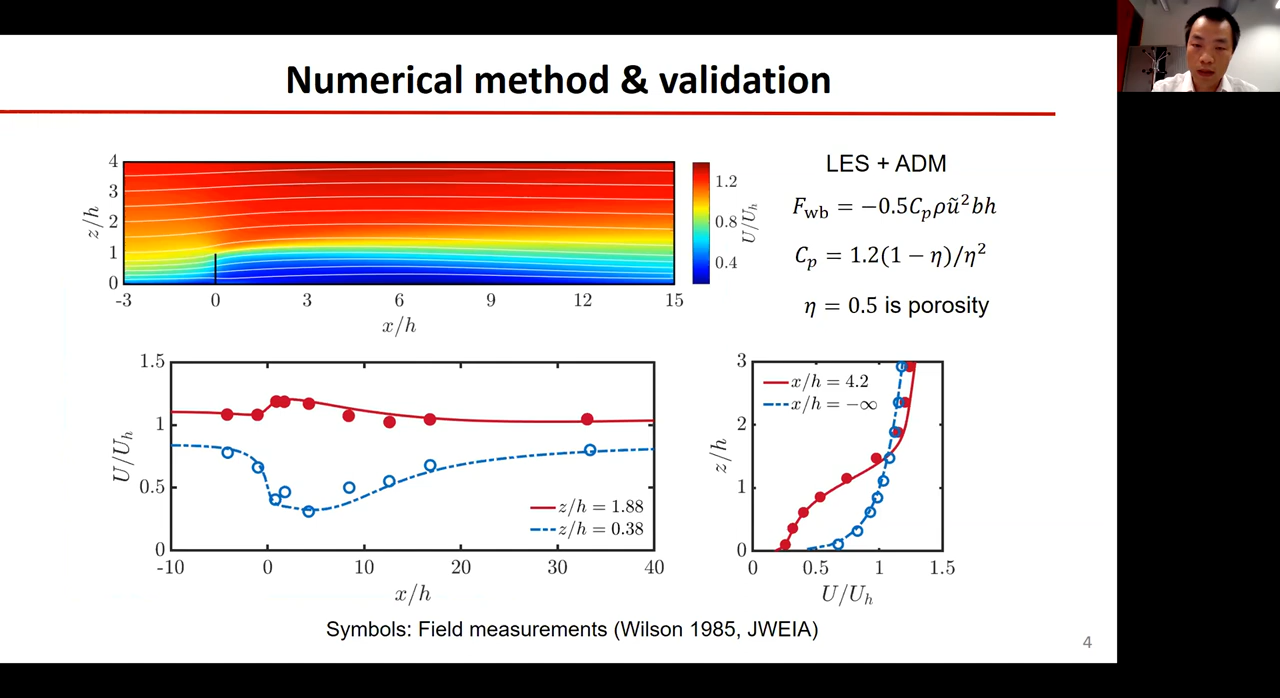 Numerical method & validation
4
3
2
1
0
z/h
-3 0 3 6 9 12 15
x/h
1.2
0.8
0.4
U/U_h
LES + ADM
F_wb = −0.5C_pρũ²bh
C_p = 1.2(1 − η)/η²
η = 0.5 is porosity
1.5
1
0.5
0
U/U_h
z/h = 1.88
z/h = 0.38
-10 0 10 20 30 40
x/h
3
2
1
0
z/h
x/h = 4.2
x/h = −∞
0 0.5 1 1.5
U/U_h
Symbols: Field measurements (Wilson 1985, JWEIA)
4